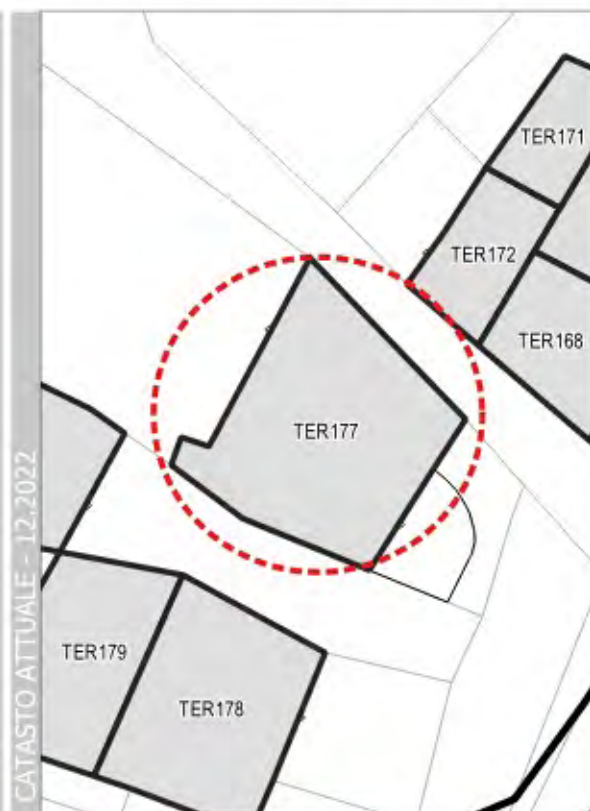 CATASTO ATTUALE - 12.2022
TER171
TER172
TER168
TER177
TER179
TER178